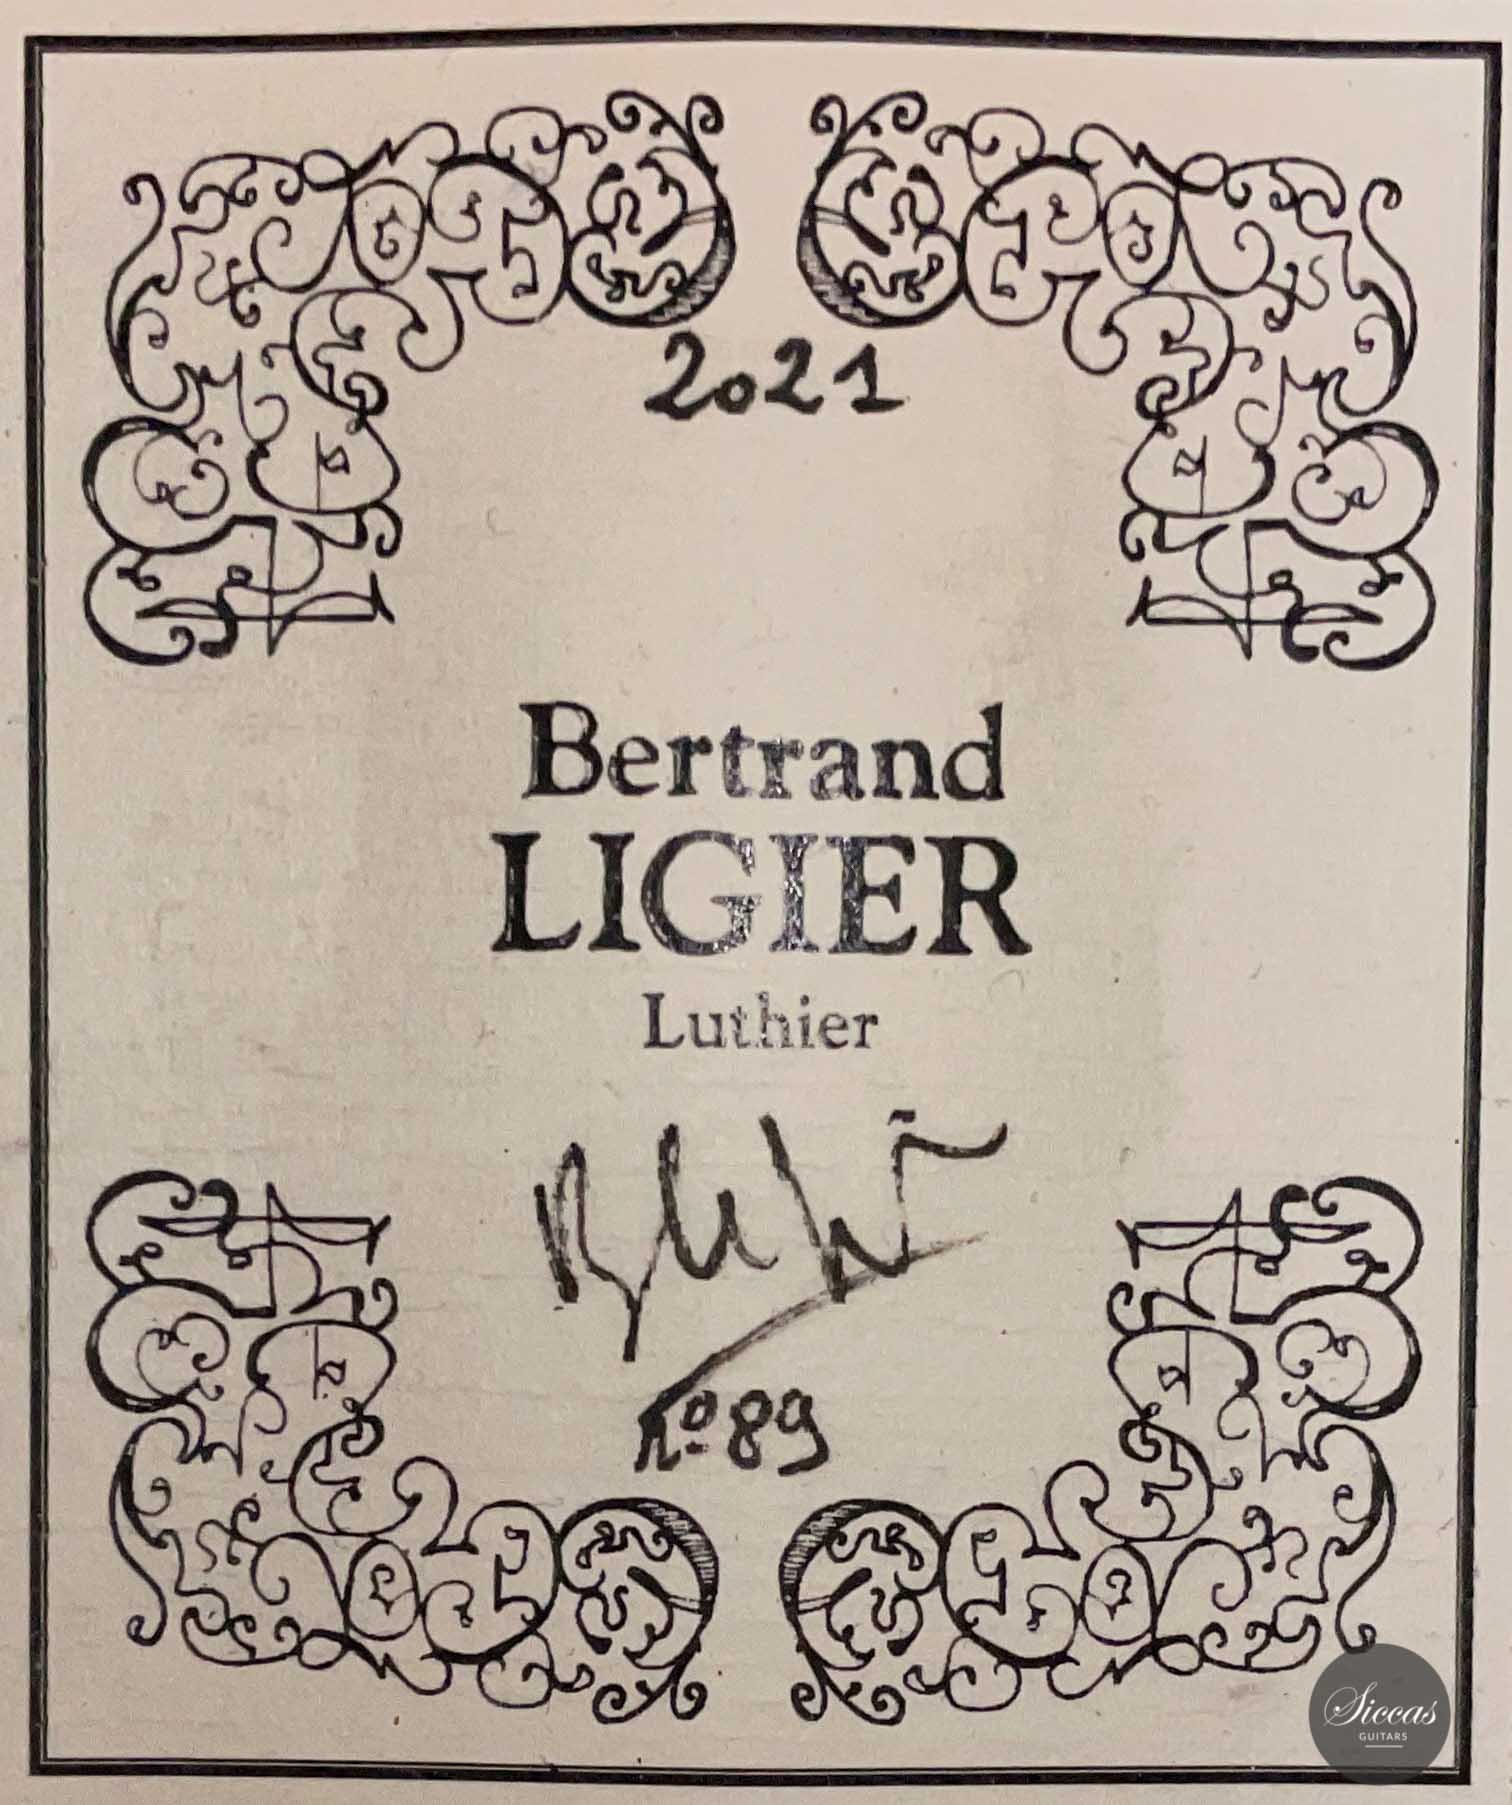 2021
Bertrand
LIGIER
Luthier
nº 89
Siccas
GUITARS